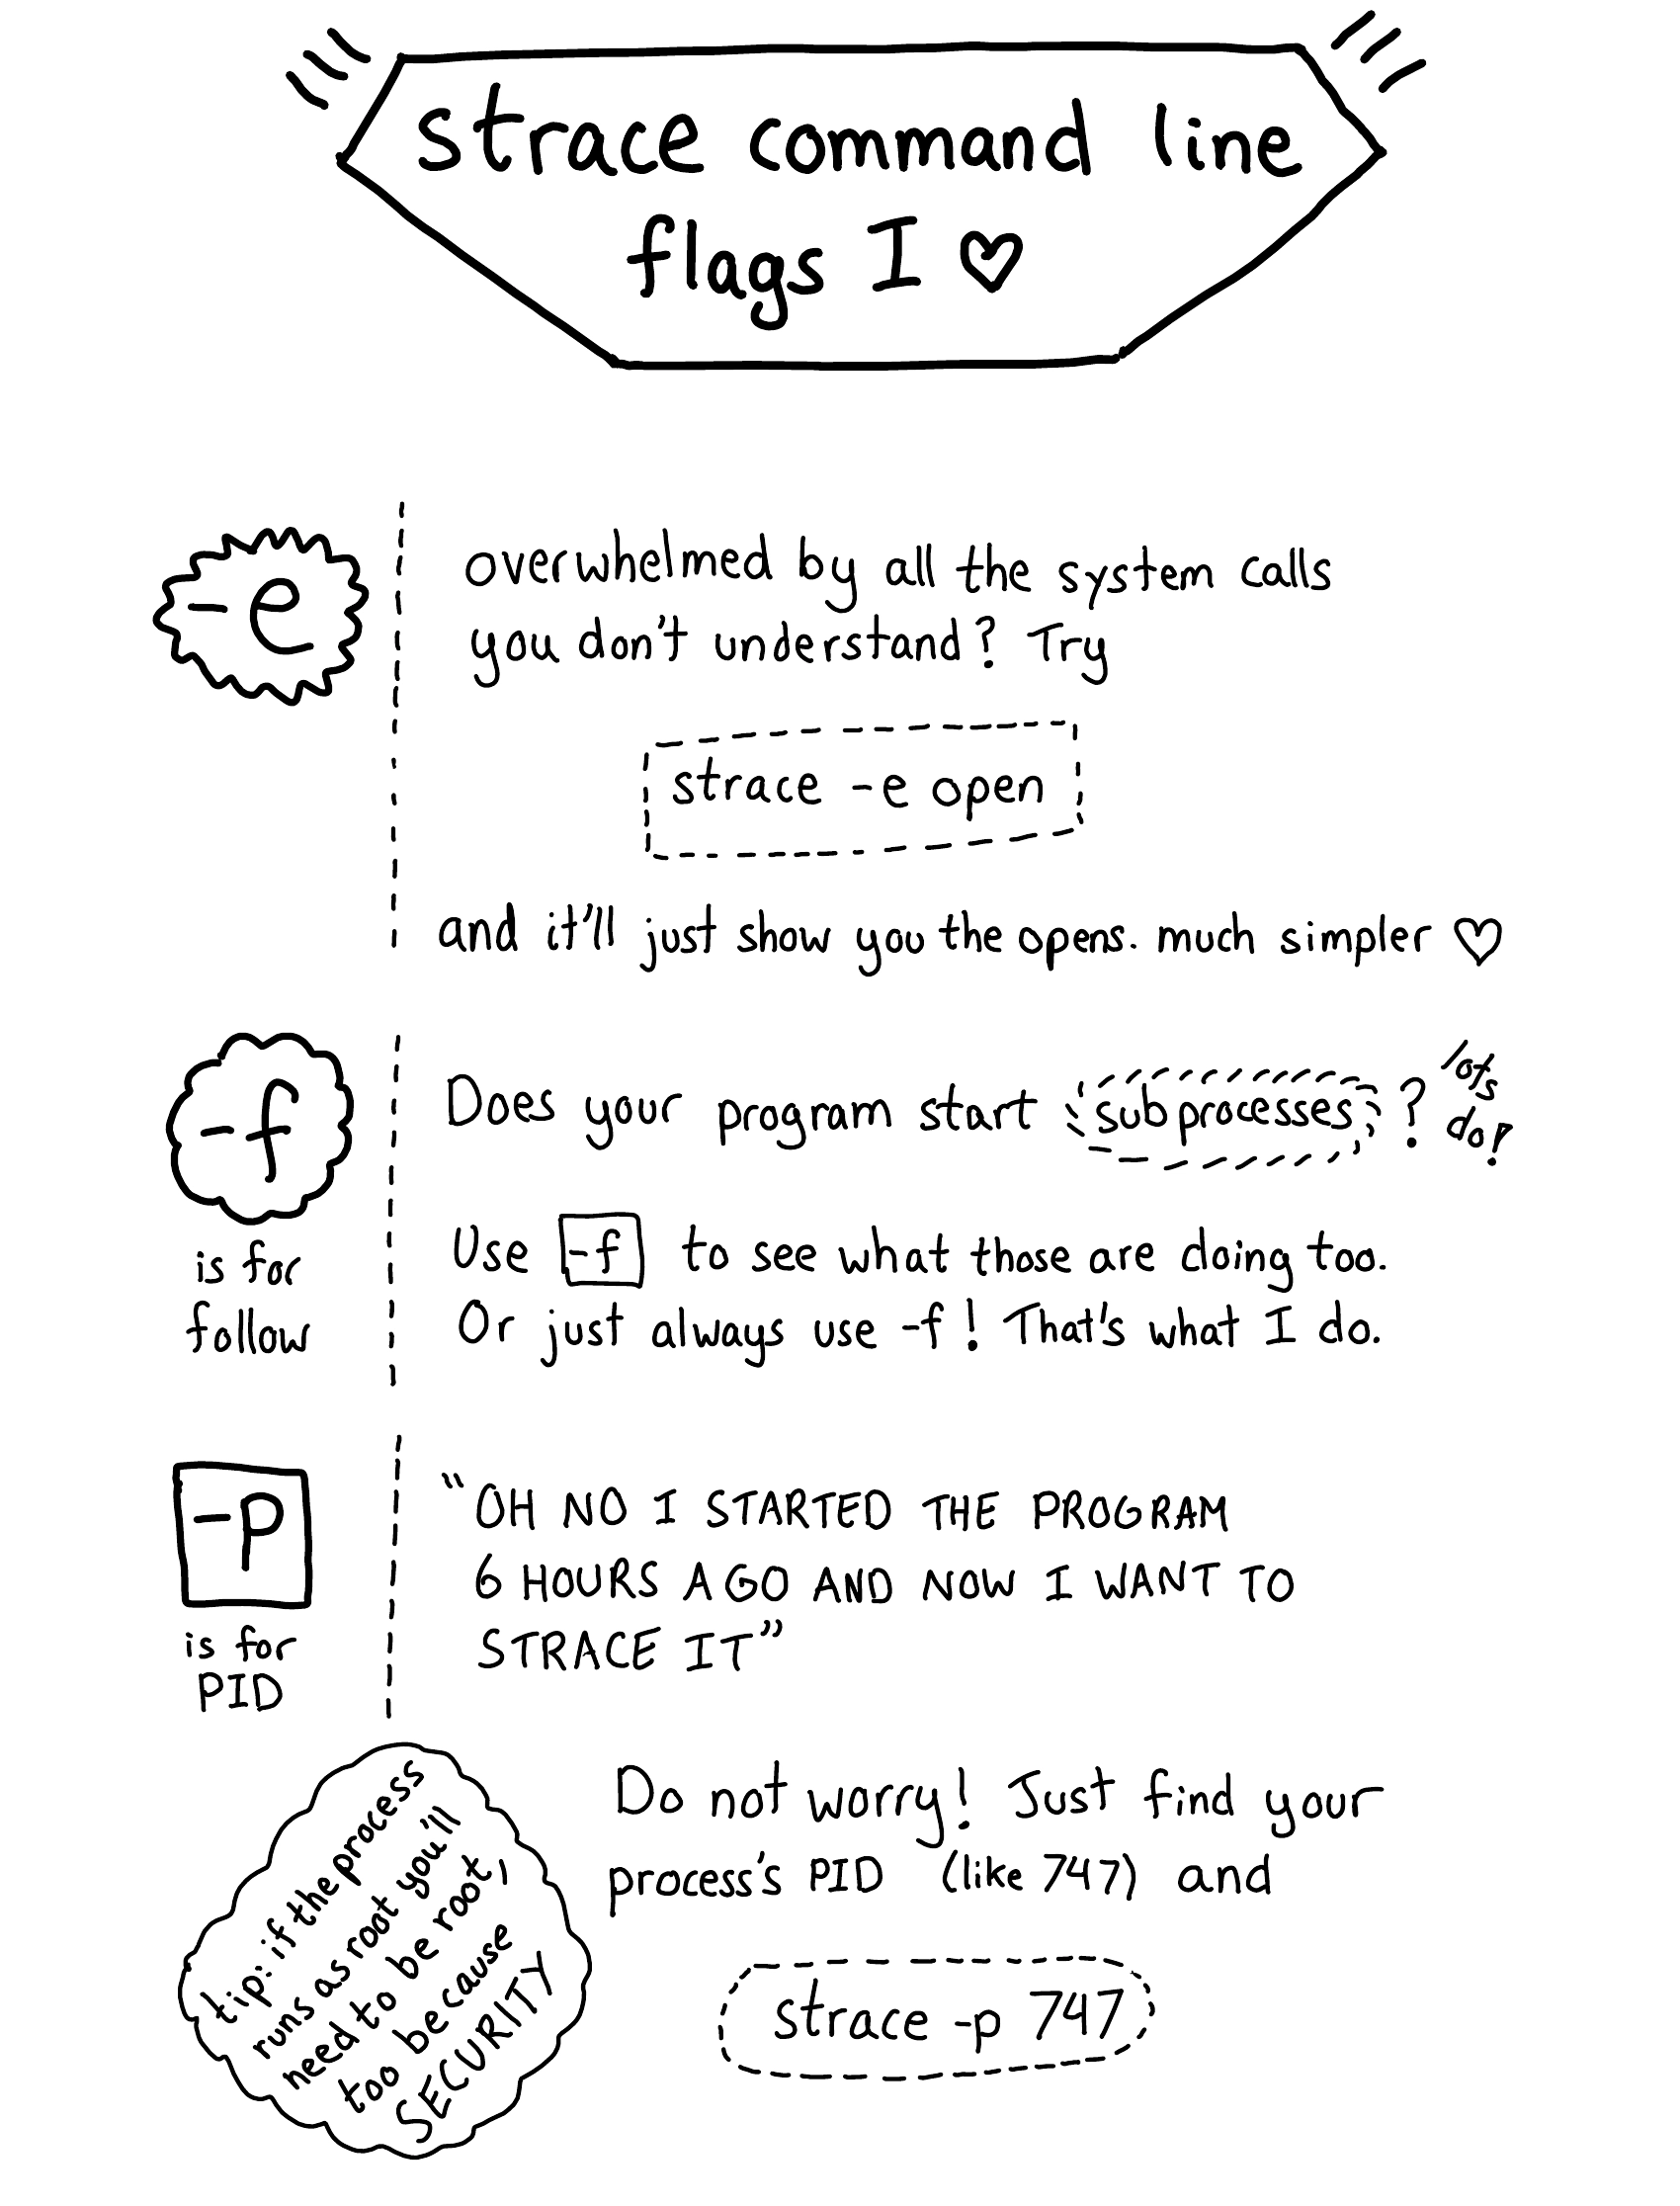 strace command line
flags I ♡
-e
overwhelmed by all the system calls
you don't understand? Try
strace -e open
and it'll just show you the opens. much simpler ♡
-f
is for
follow
Does your program start subprocesses?
lots
do!
Use -f to see what those are doing too.
Or just always use -f! That's what I do.
-p
is for
PID
"OH NO I STARTED THE PROGRAM
6 HOURS AGO AND NOW I WANT TO
STRACE IT"
tip: if the process
runs as root you'll
need to be root,
too because
SECURITY
Do not worry! Just find your
process's PID (like 747) and
strace -p 747